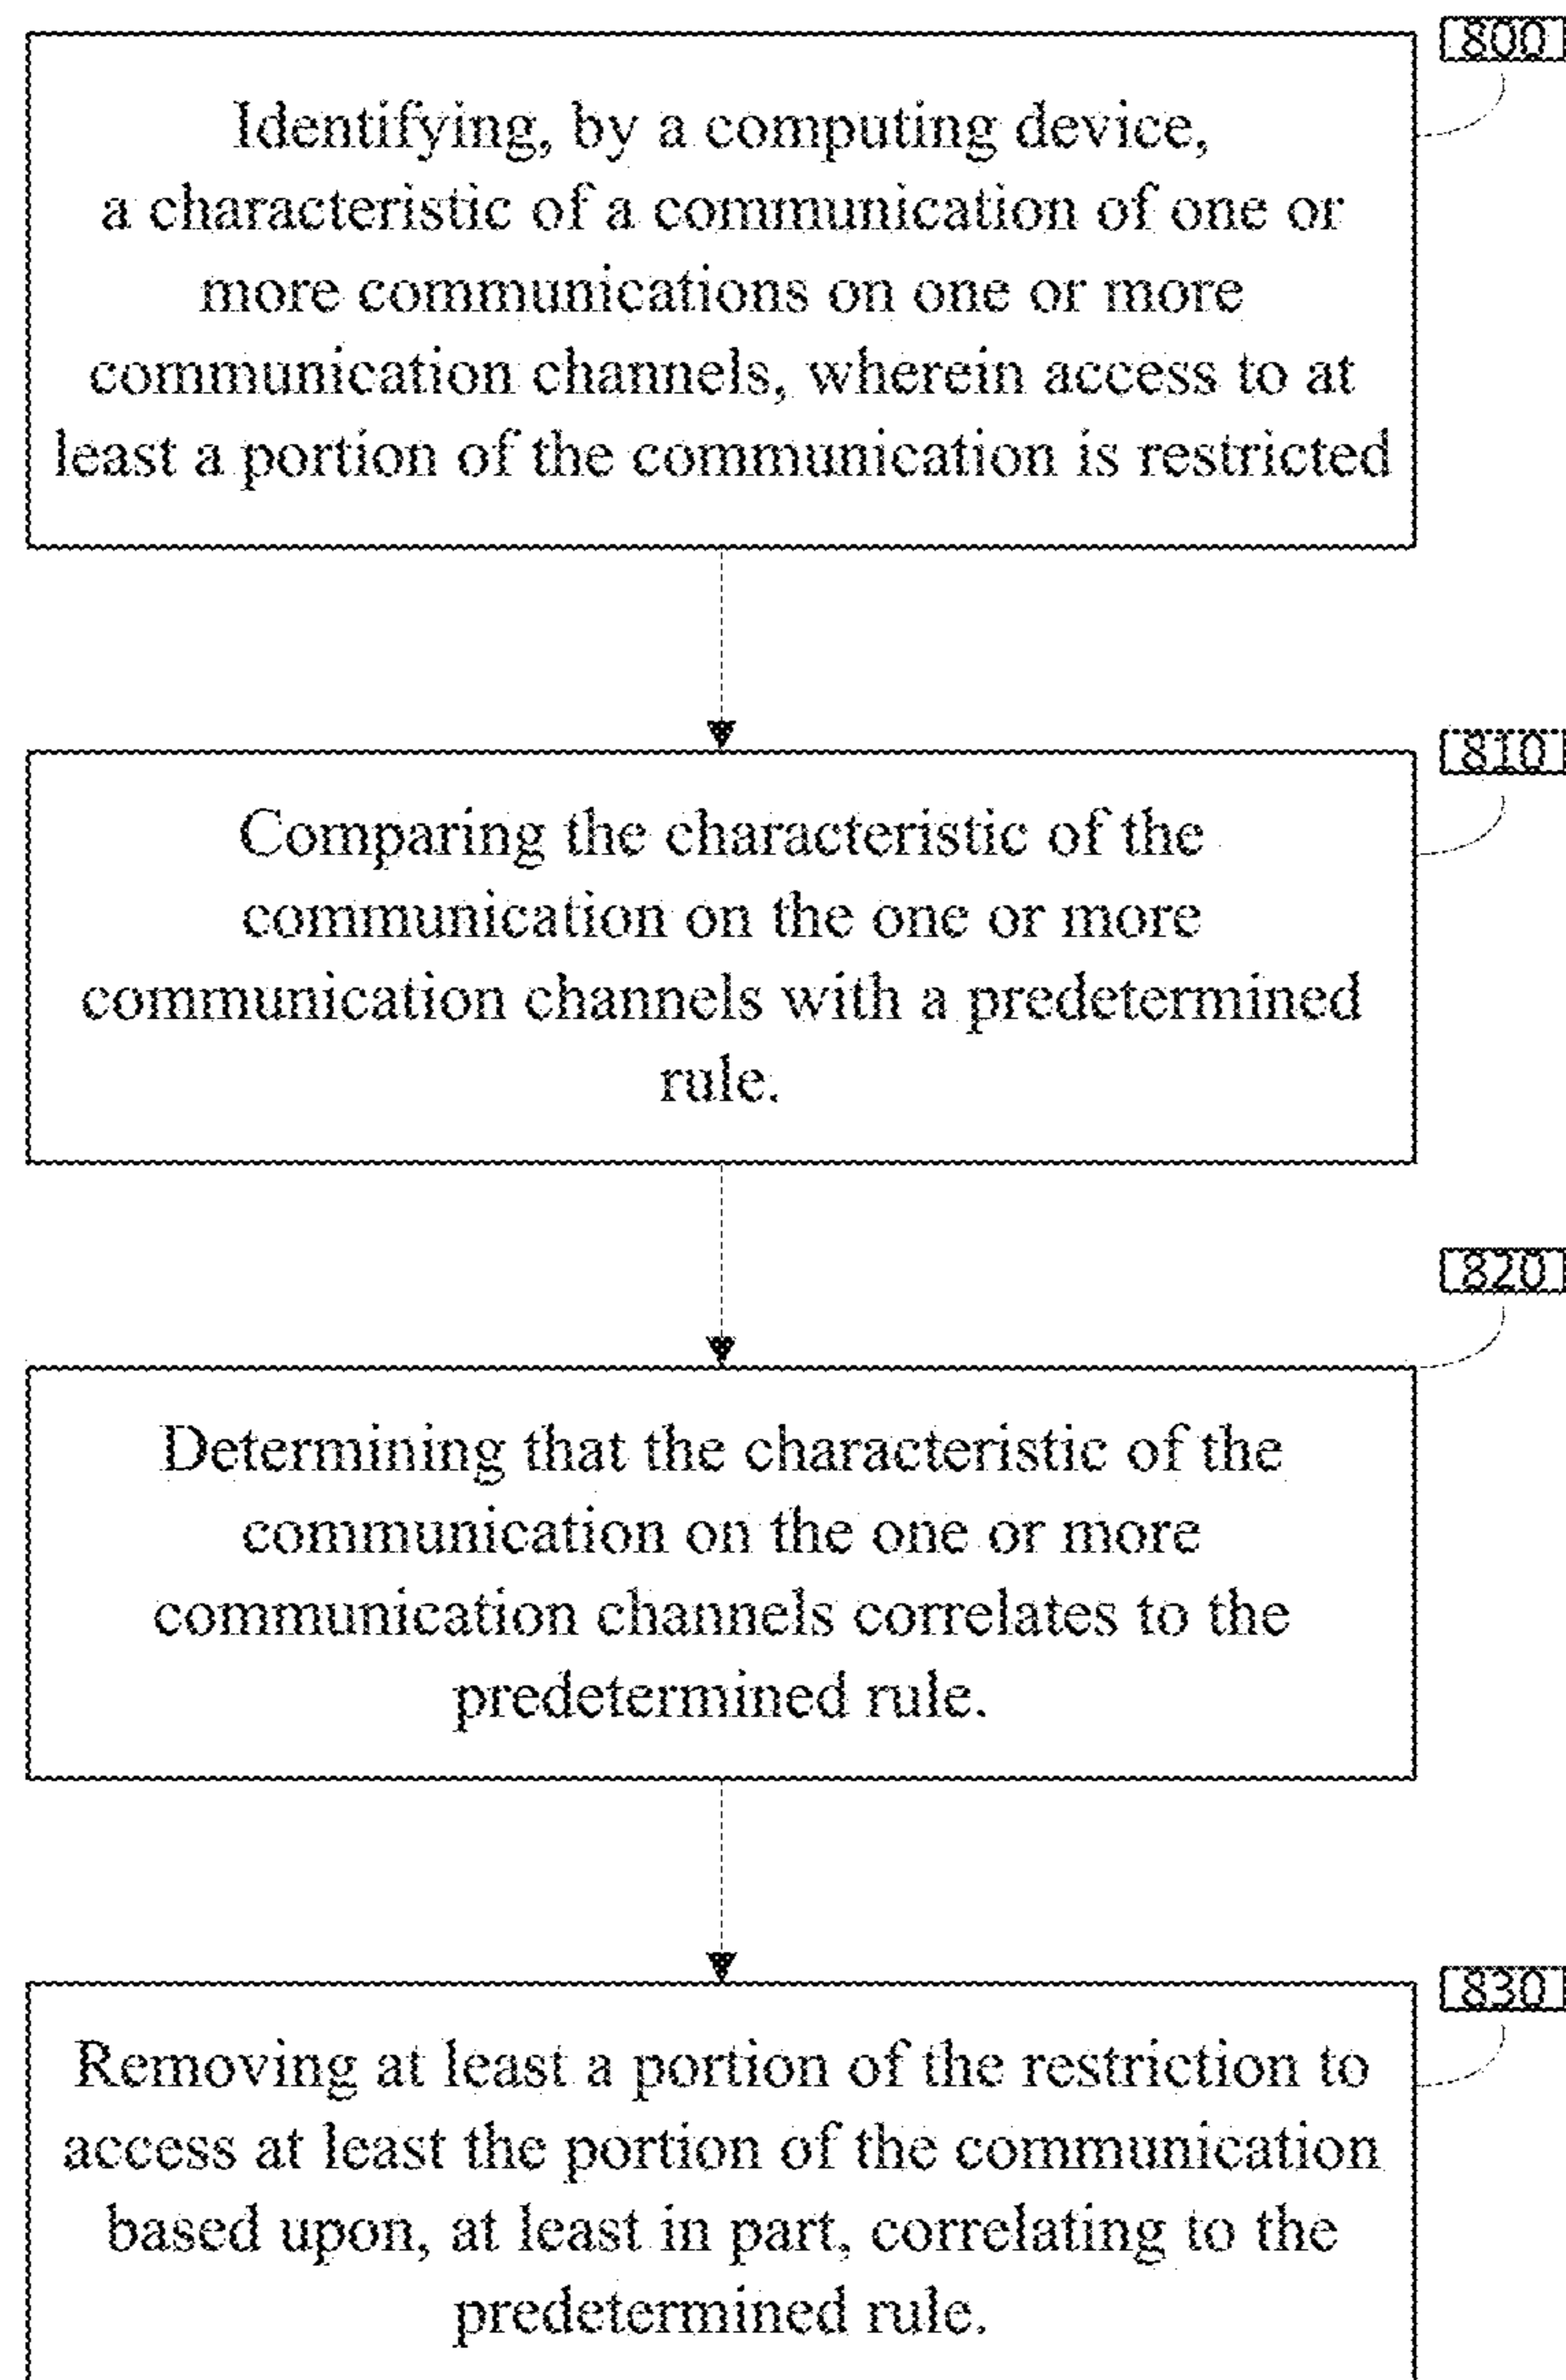 800
Identifying, by a computing device,
a characteristic of a communication of one or
more communications on one or more
communication channels, wherein access to at
least a portion of the communication is restricted
810
Comparing the characteristic of the
communication on the one or more
communication channels with a predetermined
rule.
820
Determining that the characteristic of the
communication on the one or more
communication channels correlates to the
predetermined rule.
830
Removing at least a portion of the restriction to
access at least the portion of the communication
based upon, at least in part, correlating to the
predetermined rule.